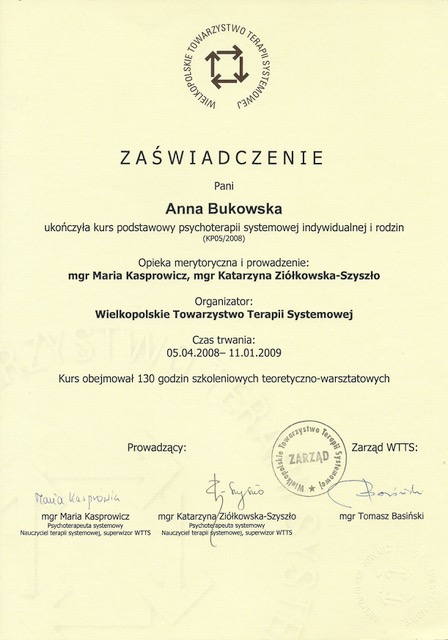 WIELKOPOLSKIE TOWARZYSTWO TERAPII SYSTEMOWEJ
ZAŚWIADCZENIE
Pani
Anna Bukowska
ukończyła kurs podstawowy psychoterapii systemowej indywidualnej i rodzin
(KP05/2008)
Opieka merytoryczna i prowadzenie:
mgr Maria Kasprowicz, mgr Katarzyna Ziółkowska-Szyszło
Organizator:
Wielkopolskie Towarzystwo Terapii Systemowej
Czas trwania:
05.04.2008– 11.01.2009
Kurs obejmował 130 godzin szkoleniowych teoretyczno-warsztatowych
Prowadzący:
Wielkopolskie Towarzystwo Terapii Systemowej
ZARZĄD
Zarząd WTTS:
Maria Kasprowicz
mgr Maria Kasprowicz
Psychoterapeuta systemowy
Nauczyciel terapii systemowej, superwizor WTTS
mgr Katarzyna Ziółkowska-Szyszło
Psychoterapeuta systemowy
Nauczyciel terapii systemowej, superwizor WTTS
mgr Tomasz Basiński